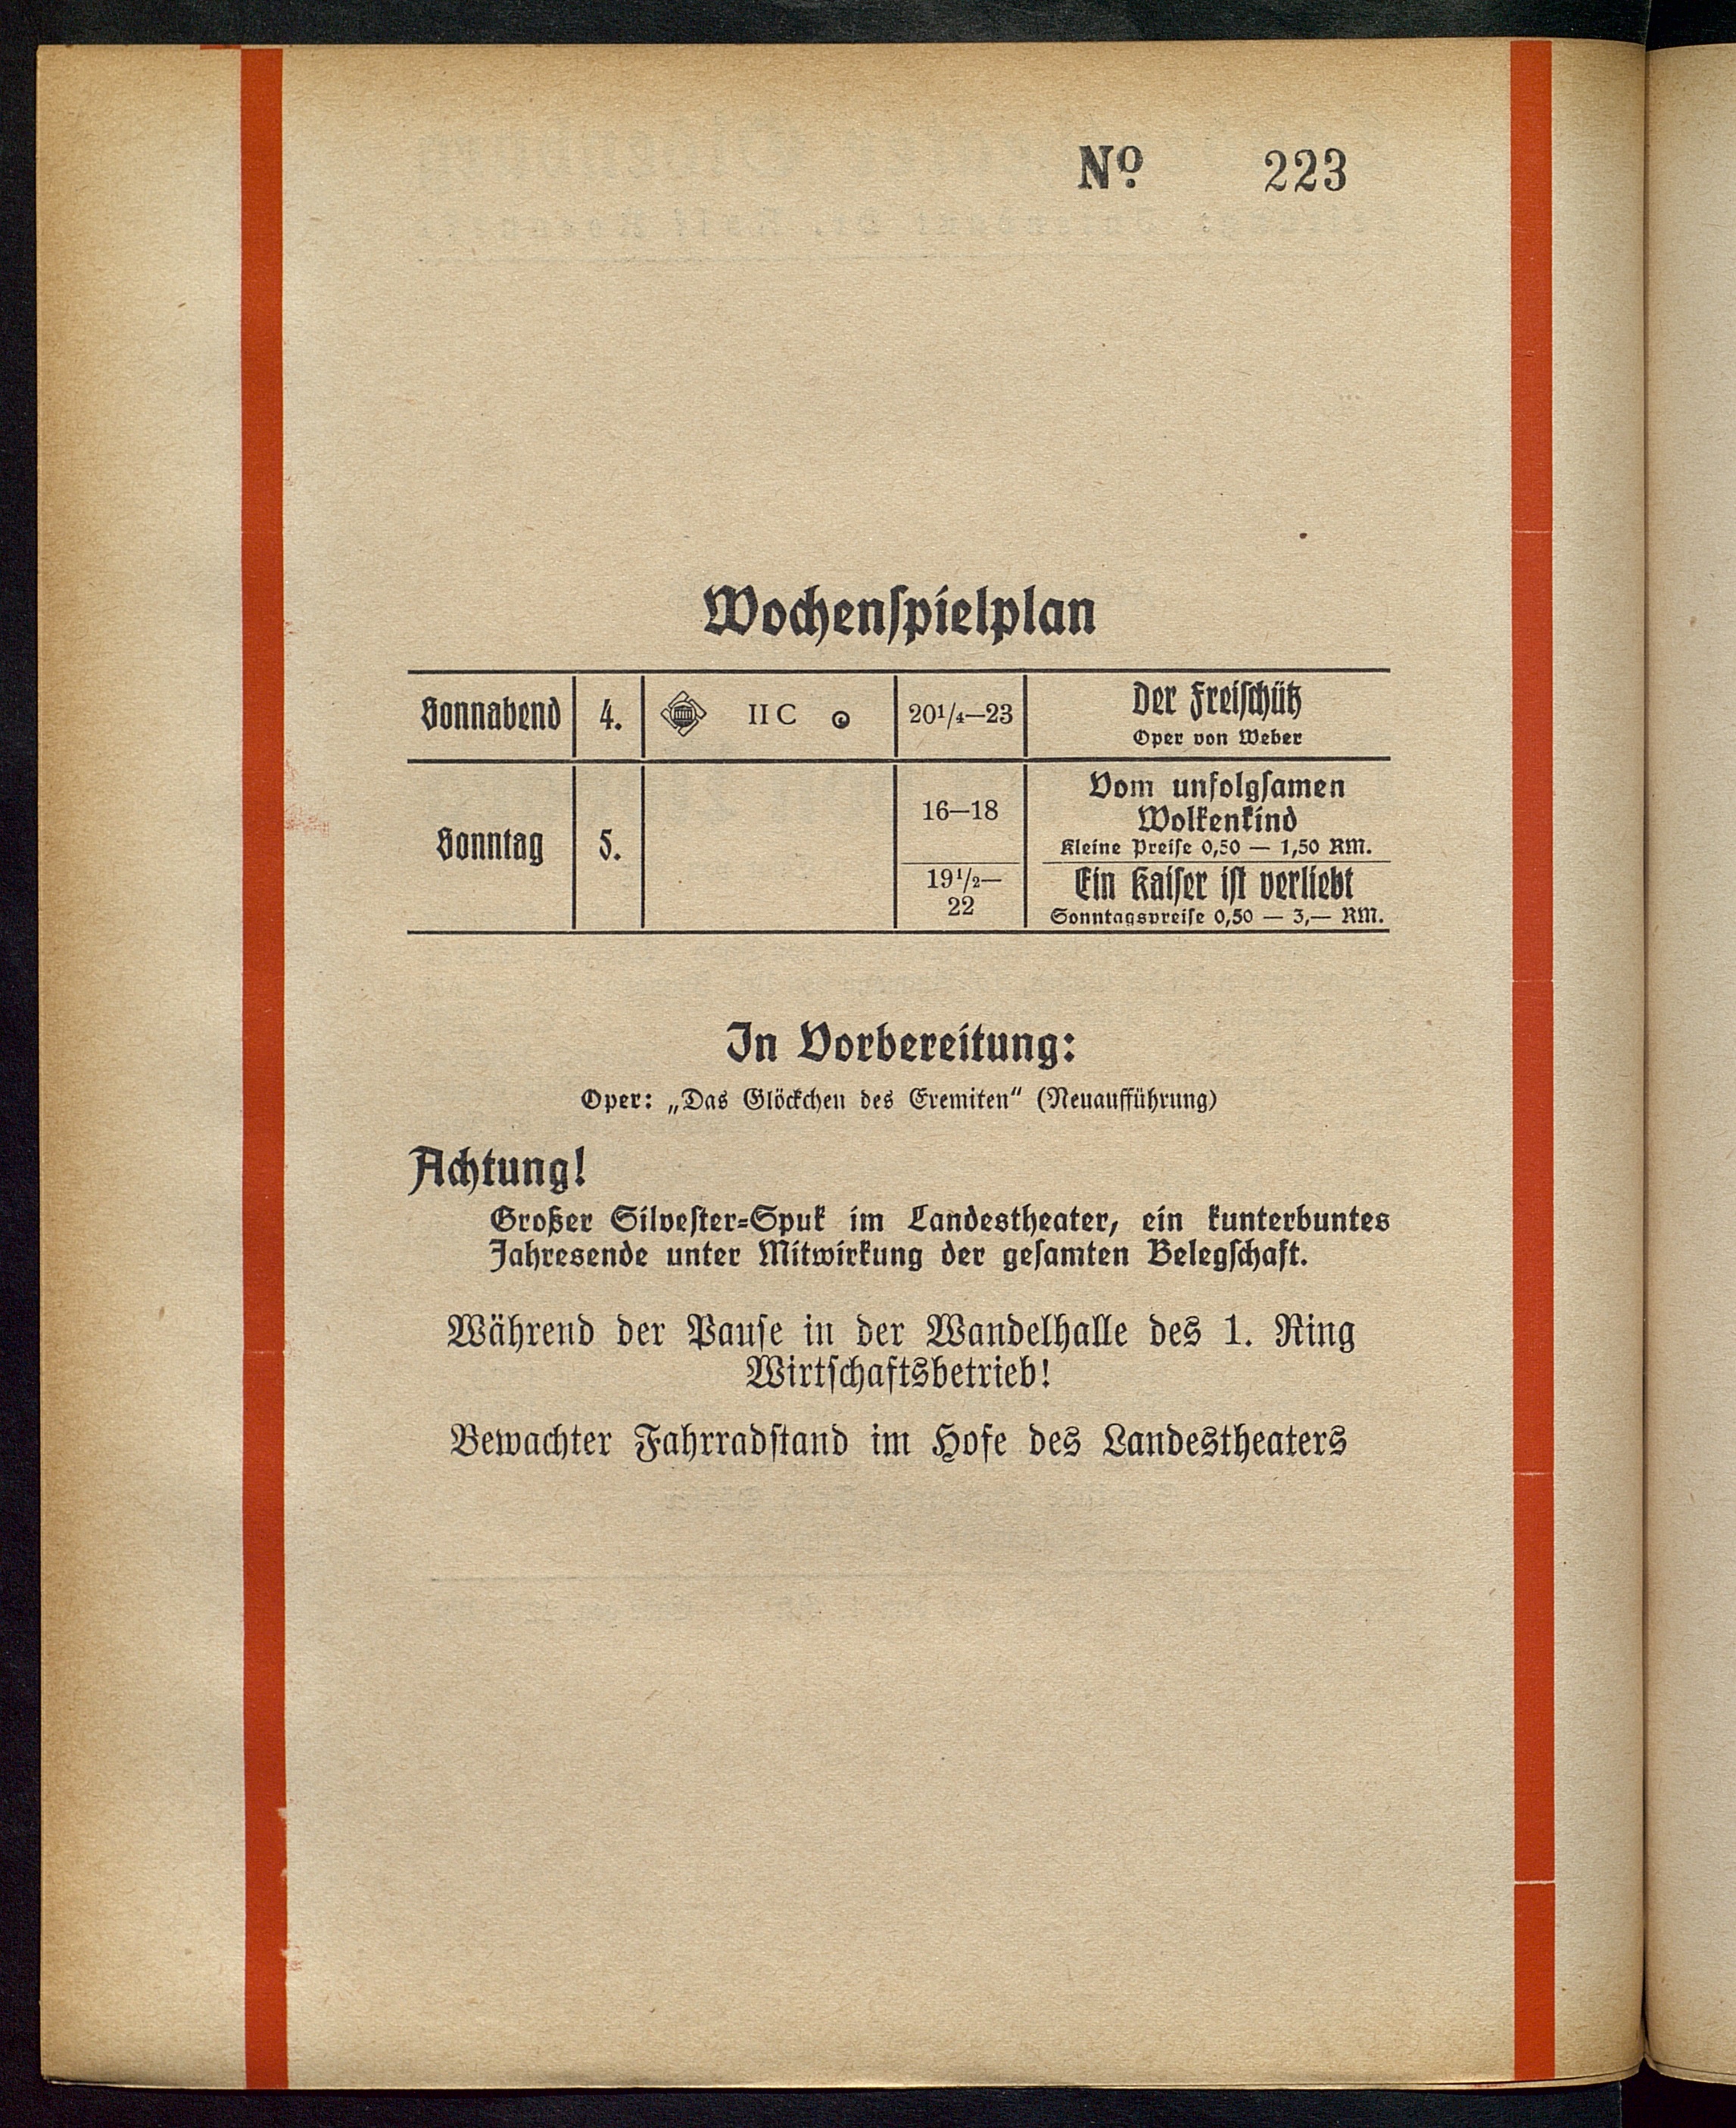 Nº 223
Wochenspielplan
Sonnabend 4. II C 20¹/₄—23 Der Freischütz
Oper von Weber
Sonntag 5. 16—18 Vom unfolgsamen
Wolkenkind
Kleine Preise 0,50 — 1,50 RM.
19¹/₂—
22
Ein Kaiser ist verliebt
Sonntagspreise 0,50 — 3,— RM.
In Vorbereitung:
Oper: „Das Glöckchen des Eremiten“ (Neuaufführung)
Achtung!
Großer Silvester-Spuk im Landestheater, ein kunterbuntes
Jahresende unter Mitwirkung der gesamten Belegschaft.
Während der Pause in der Wandelhalle des 1. Ring
Wirtschaftsbetrieb!
Bewachter Fahrradstand im Hofe des Landestheaters